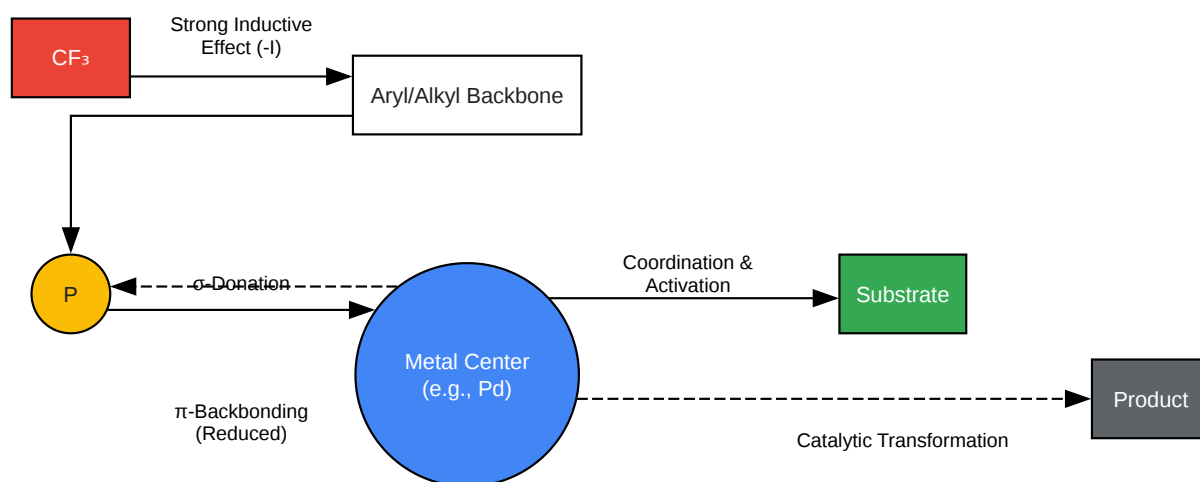 Strong Inductive
Effect (-I)
CF₃
Aryl/Alkyl Backbone
P
σ-Donation
Coordination &
Activation
Substrate
Metal Center
(e.g., Pd)
π-Backbonding
(Reduced)
Product
Catalytic Transformation